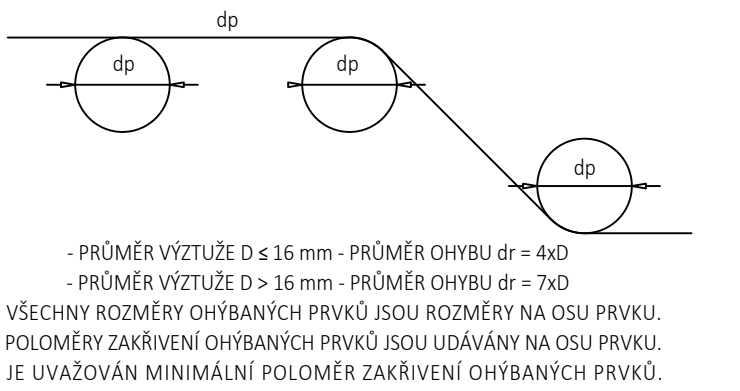 dp
dp
dp
dp
- PRŮMĚR VÝZTUŽE D ≤ 16 mm - PRŮMĚR OHYBU dr = 4xD
- PRŮMĚR VÝZTUŽE D > 16 mm - PRŮMĚR OHYBU dr = 7xD
VŠECHNY ROZMĚRY OHÝBANÝCH PRVKŮ JSOU ROZMĚRY NA OSU PRVKU.
POLOMĚRY ZAKŘIVENÍ OHÝBANÝCH PRVKŮ JSOU UDÁVÁNY NA OSU PRVKU.
JE UVAŽOVÁN MINIMÁLNÍ POLOMĚR ZAKŘIVENÍ OHÝBANÝCH PRVKŮ.